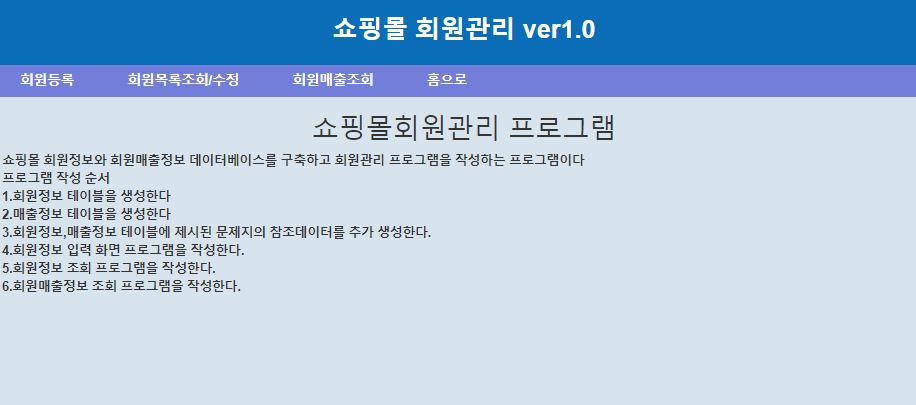 쇼핑몰 회원관리 ver1.0
회원등록 회원목록조회/수정 회원매출조회 홈으로
쇼핑몰회원관리 프로그램
쇼핑몰 회원정보와 회원매출정보 데이터베이스를 구축하고 회원관리 프로그램을 작성하는 프로그램이다
프로그램 작성 순서
1.회원정보 테이블을 생성한다
2.매출정보 테이블을 생성한다
3.회원정보,매출정보 테이블에 제시된 문제지의 참조데이터를 추가 생성한다.
4.회원정보 입력 화면 프로그램을 작성한다.
5.회원정보 조회 프로그램을 작성한다.
6.회원매출정보 조회 프로그램을 작성한다.